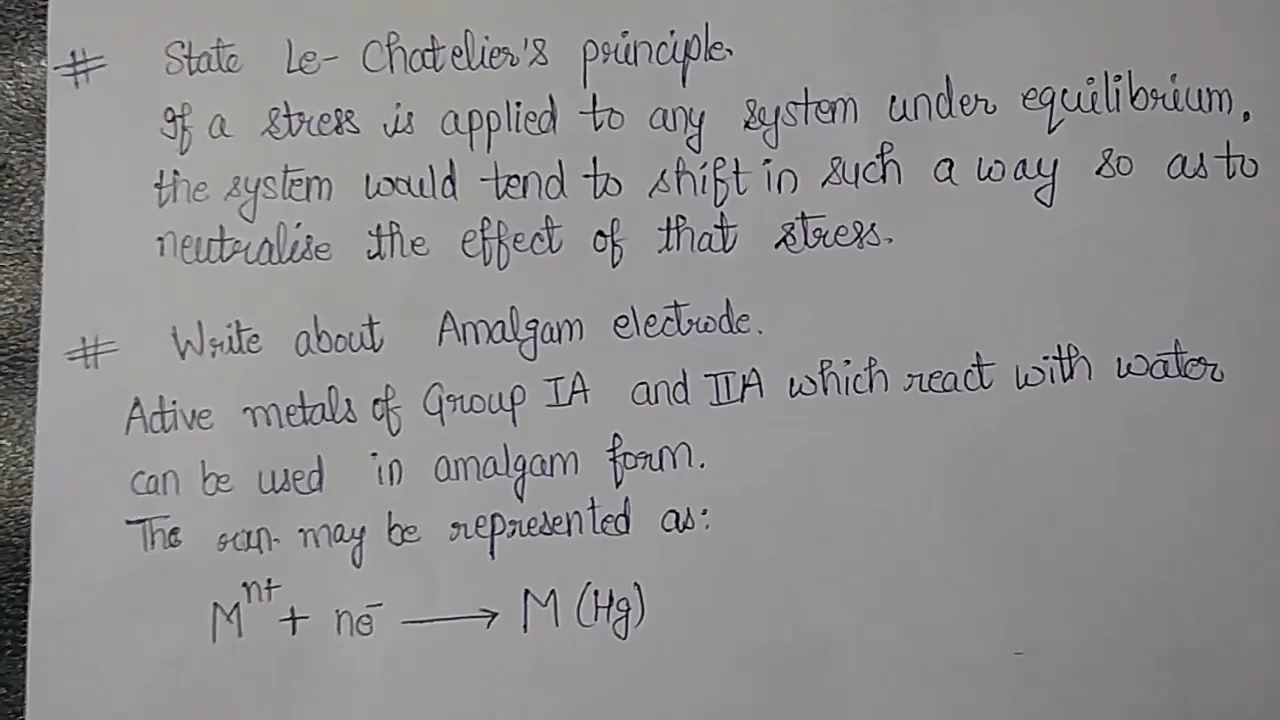 # State Le- Chatelier's principle.
If a stress is applied to any system under equilibrium,
the system would tend to shift in such a way so as to
neutralise the effect of that stress.
# Write about Amalgam electrode.
Active metals of Group IA and IIA which react with water
can be used in amalgam form.
The rxn. may be represented as:
Mⁿ⁺ + ne⁻ ⟶ M (Hg)